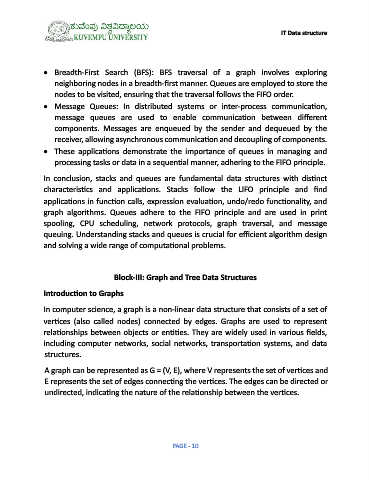 ಕುವೆಂಪು ವಿಶ್ವವಿದ್ಯಾಲಯ
KUVEMPU UNIVERSITY
IT Data structure
• Breadth-First Search (BFS): BFS traversal of a graph involves exploring
neighboring nodes in a breadth-first manner. Queues are employed to store the
nodes to be visited, ensuring that the traversal follows the FIFO order.
• Message Queues: In distributed systems or inter-process communication,
message queues are used to enable communication between different
components. Messages are enqueued by the sender and dequeued by the
receiver, allowing asynchronous communication and decoupling of components.
• These applications demonstrate the importance of queues in managing and
processing tasks or data in a sequential manner, adhering to the FIFO principle.
In conclusion, stacks and queues are fundamental data structures with distinct
characteristics and applications. Stacks follow the LIFO principle and find
applications in function calls, expression evaluation, undo/redo functionality, and
graph algorithms. Queues adhere to the FIFO principle and are used in print
spooling, CPU scheduling, network protocols, graph traversal, and message
queuing. Understanding stacks and queues is crucial for efficient algorithm design
and solving a wide range of computational problems.
Block-III: Graph and Tree Data Structures
Introduction to Graphs
In computer science, a graph is a non-linear data structure that consists of a set of
vertices (also called nodes) connected by edges. Graphs are used to represent
relationships between objects or entities. They are widely used in various fields,
including computer networks, social networks, transportation systems, and data
structures.
A graph can be represented as G = (V, E), where V represents the set of vertices and
E represents the set of edges connecting the vertices. The edges can be directed or
undirected, indicating the nature of the relationship between the vertices.
PAGE - 10